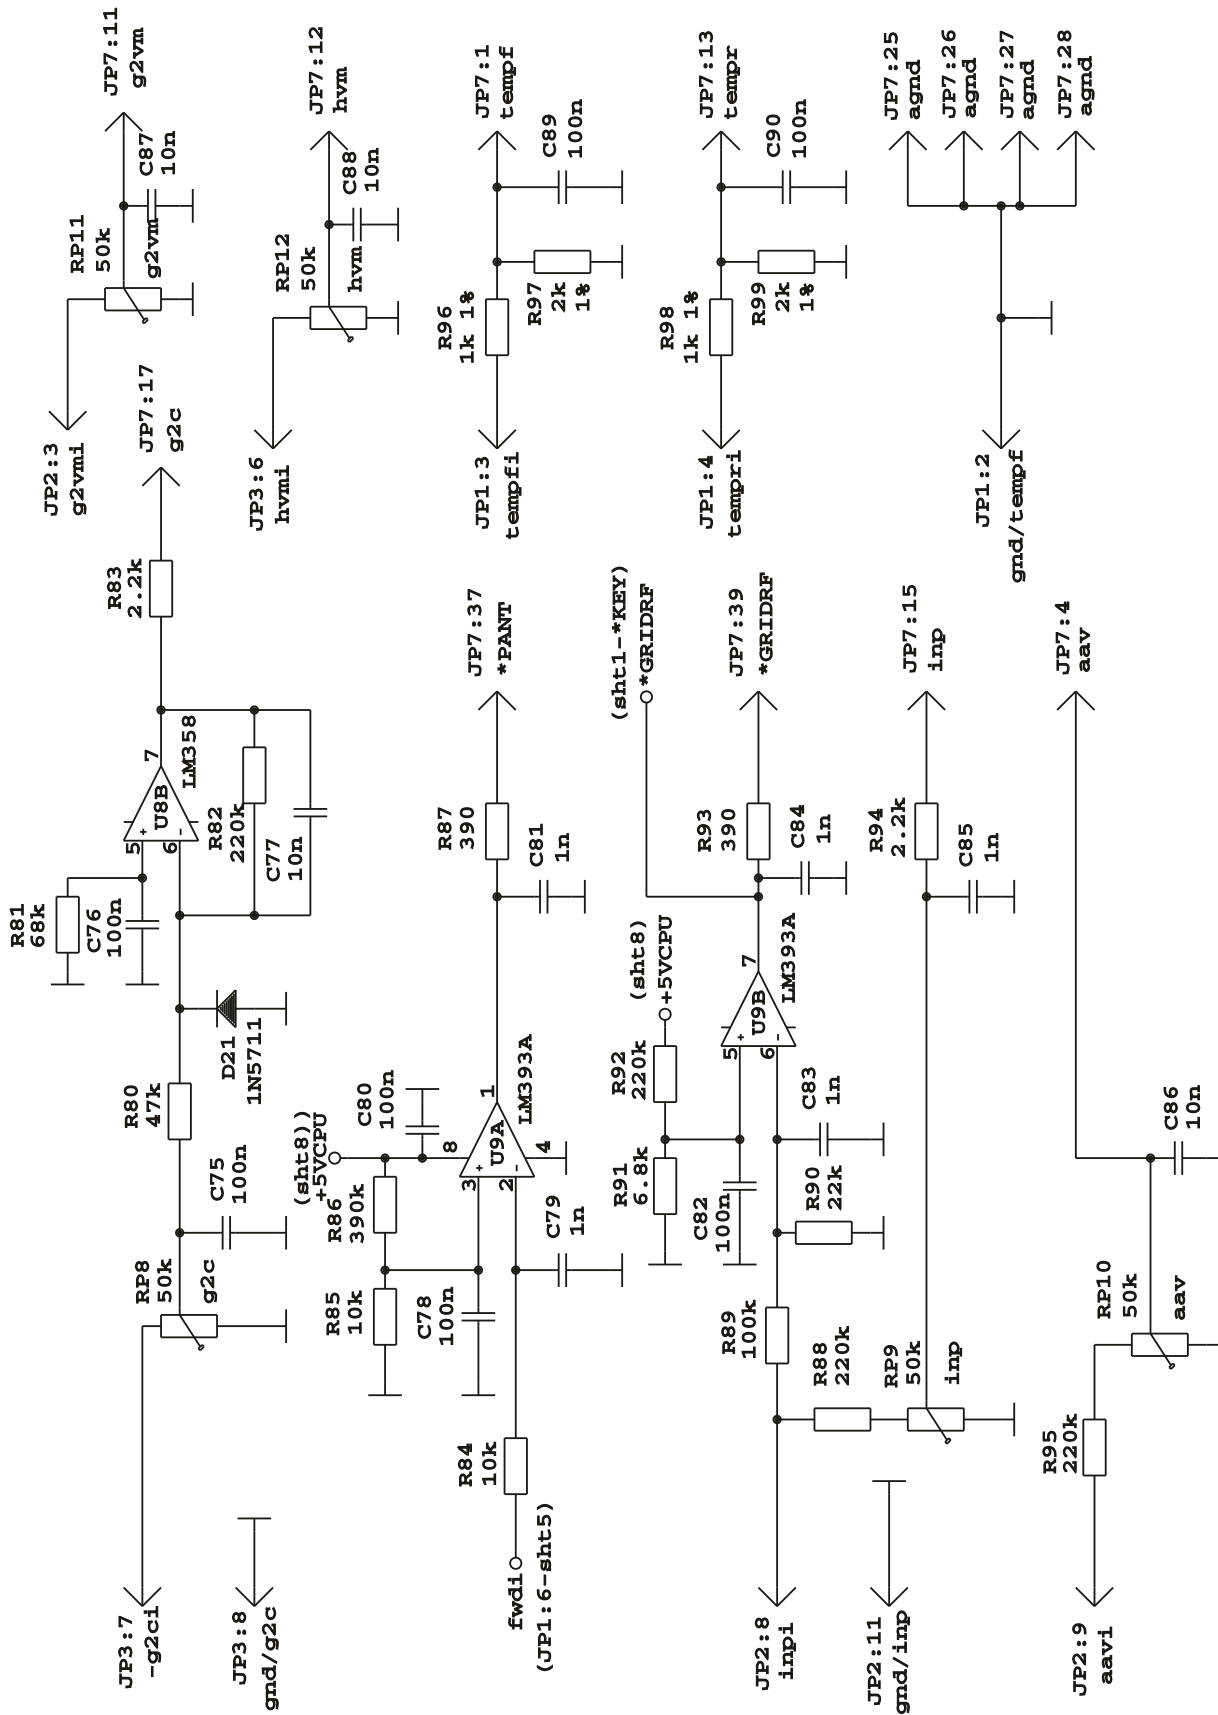 JP3:7
-g2ci
RP8
50k
g2c
C75
100n
R80
47k
D21
1N5711
R81
68k
C76
100n
5
6
+
-
U8B
7
LM358
R82
220k
C77
10n
R83
2.2k
JP7:17
g2c
JP2:3
g2vmi
RP11
50k
g2vm
C87
10n
JP7:11
g2vm
JP3:8
gnd/g2c
JP3:6
hvmi
RP12
50k
hvm
C88
10n
JP7:12
hvm
fwdi
(JP1:6-sht5)
R84
10k
R85
10k
R86
390k
C78
100n
(sht8))
+5VCPU
C79
1n
C80
100n
3
2
8
4
+
-
U9A
1
LM393A
C81
1n
R87
390
JP7:37
*PANT
JP1:3
tempfi
R96
1k 1%
R97
2k
1%
C89
100n
JP7:1
tempf
JP2:8
inpi
R89
100k
R88
220k
RP9
50k
inp
R90
22k
C83
1n
R91
6.8k
C82
100n
R92
220k
(sht8)
+5VCPU
5
6
+
-
U9B
7
LM393A
R93
390
C84
1n
(sht1-*KEY)
*GRIDRF
JP7:39
*GRIDRF
JP1:4
tempri
R98
1k 1%
R99
2k
1%
C90
100n
JP7:13
tempr
JP2:11
gnd/inp
R94
2.2k
C85
1n
JP7:15
inp
JP1:2
gnd/tempf
JP7:25
agnd
JP7:26
agnd
JP7:27
agnd
JP7:28
agnd
JP2:9
aavi
R95
220k
RP10
50k
aav
C86
10n
JP7:4
aav